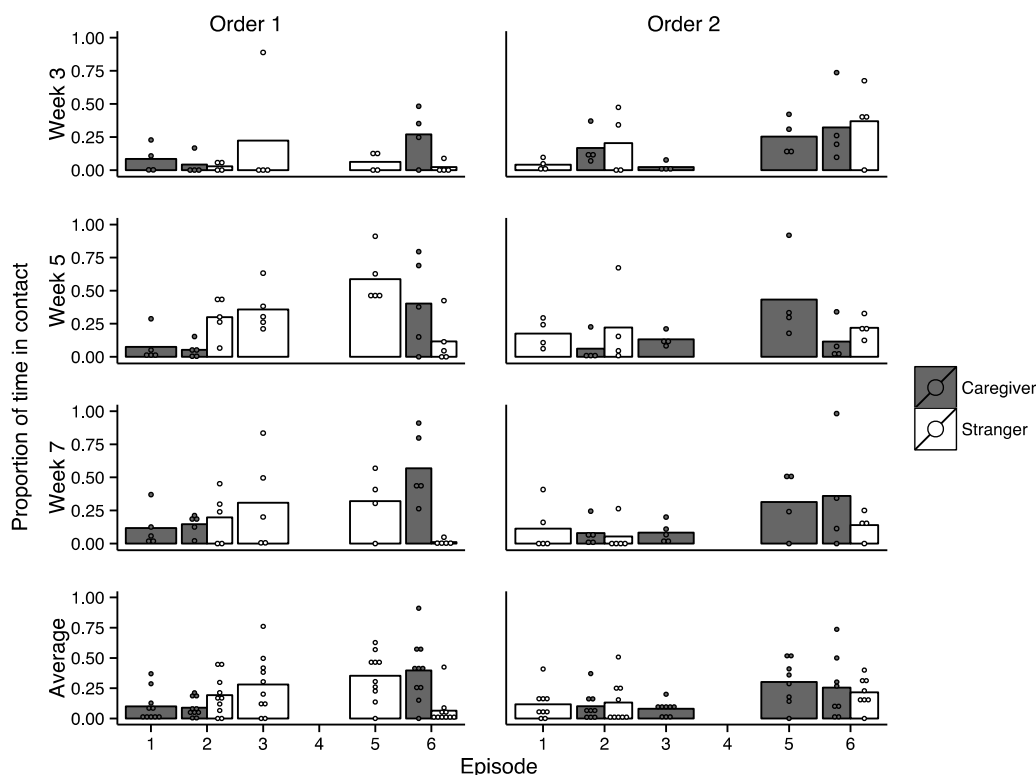 Order 1
Order 2
Proportion of time in contact
Week 3
1.00
0.75
0.50
0.25
0.00
Week 5
1.00
0.75
0.50
0.25
0.00
Week 7
1.00
0.75
0.50
0.25
0.00
Average
1.00
0.75
0.50
0.25
0.00
1 2 3 4 5 6
1 2 3 4 5 6
Episode
Caregiver
Stranger